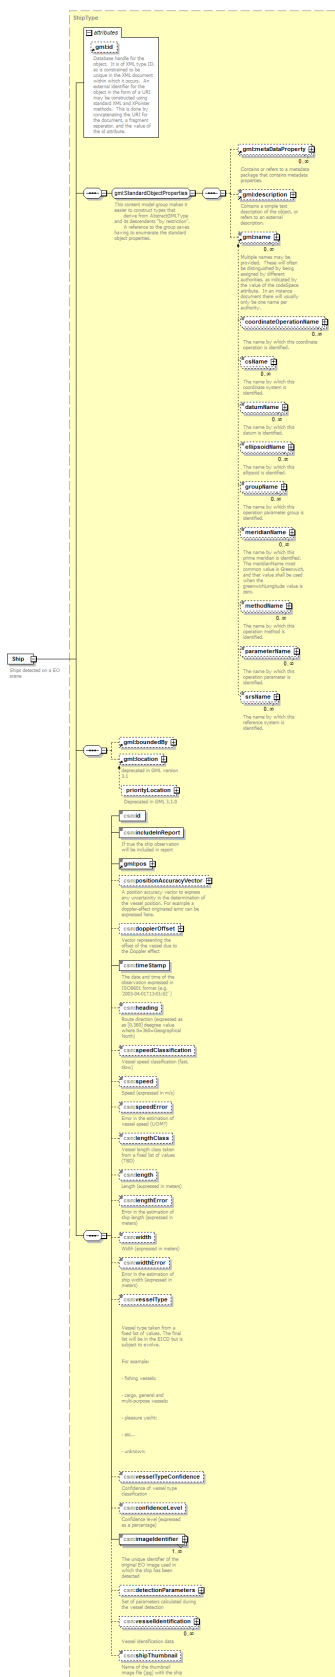 ShipType
attributes
gml:id
Database handle for the
object. It is of XML type ID,
so is constrained to be
unique in the XML document
within which it occurs. An
external identifier for the
object in the form of a URI
may be constructed using
standard XML and XPointer
methods. This is done by
concatenating the URI for
the document, a fragment
separator, and the value of
the id attribute.
gml:StandardObjectProperties
This content model group makes it
easier to construct types that
derive from AbstractGMLType
and its descendents "by restriction".
A reference to the group saves
having to enumerate the standard
object properties.
gml:metaDataProperty
0..∞
Contains or refers to a metadata
package that contains metadata
properties.
gml:description
Contains a simple text
description of the object, or
refers to an external
description.
gml:name
0..∞
Multiple names may be
provided. These will often
be distinguished by being
assigned by different
authorities, as indicated by
the value of the codeSpace
attribute. In an instance
document there will usually
only be one name per
authority.
coordinateOperationName
0..∞
The name by which this coordinate
operation is identified.
csName
0..∞
The name by which this
coordinate system is
identified.
datumName
0..∞
The name by which this
datum is identified.
ellipsoidName
0..∞
The name by which this
ellipsoid is identified.
groupName
0..∞
The name by which this
operation parameter group is
identified.
meridianName
0..∞
The name by which this
prime meridian is identified.
The meridianName most
common value is Greenwich,
and that value shall be used
when the
greenwichLongitude value is
zero.
methodName
0..∞
The name by which this
operation method is
identified.
parameterName
0..∞
The name by which this
operation parameter is
identified.
srsName
0..∞
The name by which this
reference system is
identified.
Ship
Ships detected on a EO
scene
gml:boundedBy
gml:location
deprecated in GML version
3.1
priorityLocation
Deprecated in GML 3.1.0
csn:id
csn:includeInReport
If true the ship observation
will be included in report
gml:pos
csn:positionAccuracyVector
A position accuracy vector to express
any uncertainty in the determination of
the vessel position. For example a
doppler-effect originated error can be
expressed here.
csn:dopplerOffset
Vector representing the
offset of the vessel due to
the Doppler effect
csn:timeStamp
The date and time of the
observation expressed in
ISO8601 format (e.g.
"2003-04-01T13:01:02")
csn:heading
Route direction (expressed as
as [0,360] deegree value
where 0=360=Geographical
North)
csn:speedClassification
Vessel speed classification (fast,
slow)
csn:speed
Speed (expressed in m/s)
csn:speedError
Error in the estimation of
vessel speed (UOM?)
csn:lengthClass
Vessel length class taken
from a fixed list of values
(TBD)
csn:length
Length (expressed in meters)
csn:lengthError
Error in the estimation of
ship length (expressed in
meters)
csn:width
Width (expressed in meters)
csn:widthError
Error in the estimation of
ship width (expressed in
meters)
csn:vesselType
Vessel type taken from a
fixed list of values. The final
list will be in the EICD but is
subject to evolve.
For example:
- fishing vessels;
- cargo, general and
multi-purpose vessels;
- pleasure yacht;
- etc...
- unknown.
csn:vesselTypeConfidence
Confidence of vessel type
classification
csn:confidenceLevel
Confidence level (expressed
as a percentage)
csn:imageIdentifier
1..∞
The unique identifier of the
original EO image used in
which the ship has been
detected
csn:detectionParameters
Set of parameters calculated during
the vessel detection
csn:vesselIdentification
0..∞
Vessel identification data
csn:shipThumbnail
Name of the thumbnail
image file (jpg) with the ship